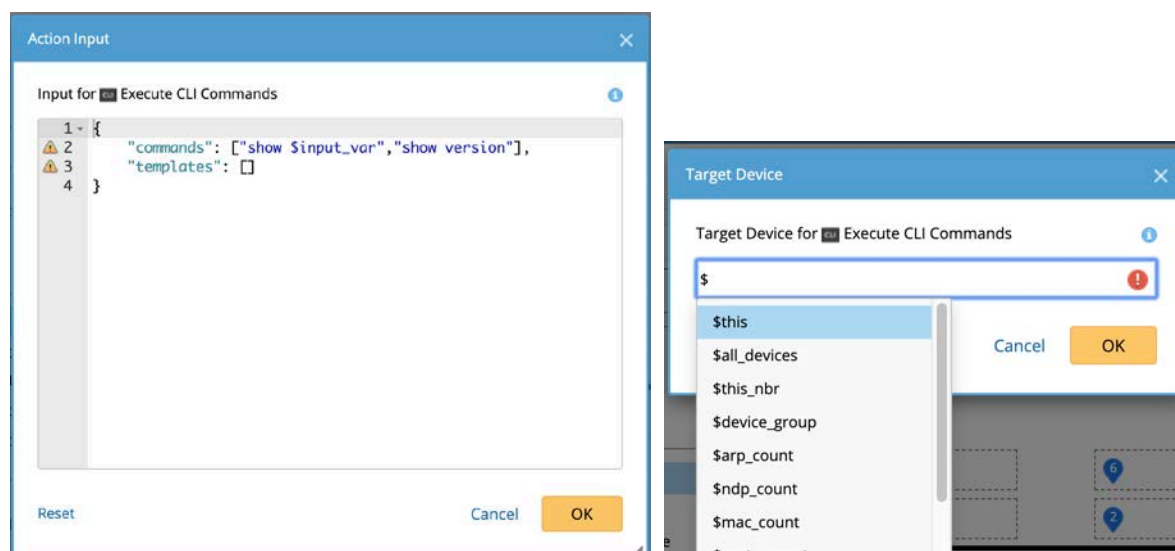 Action Input
Input for CLI Execute CLI Commands
1 {
2 "commands": ["show $input_var","show version"],
3 "templates": []
4 }
Reset
Cancel
OK
Target Device
Target Device for CLI Execute CLI Commands
$
$this
$all_devices
$this_nbr
$device_group
$arp_count
$ndp_count
$mac_count
Cancel
OK
6
2